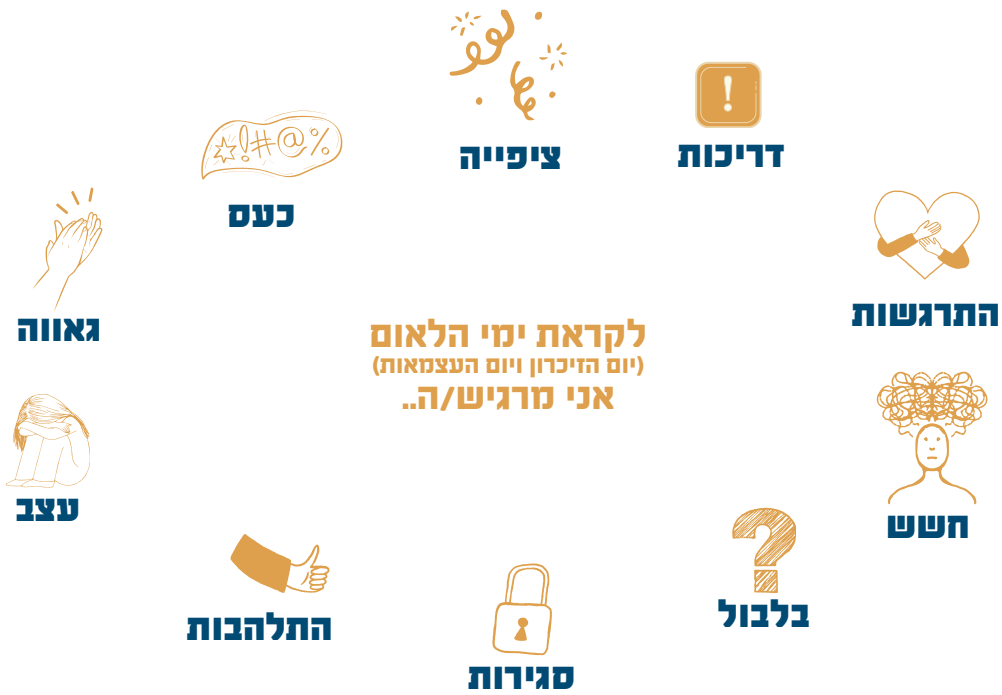 ציפייה
דריכות
כעס
התרגשות
גאווה
לקראת ימי הלאום
(יום הזיכרון ויום העצמאות)
אני מרגיש/ה..
עצב
חשש
בלבול
התלהבות
סגירות
*!#@%
!
?